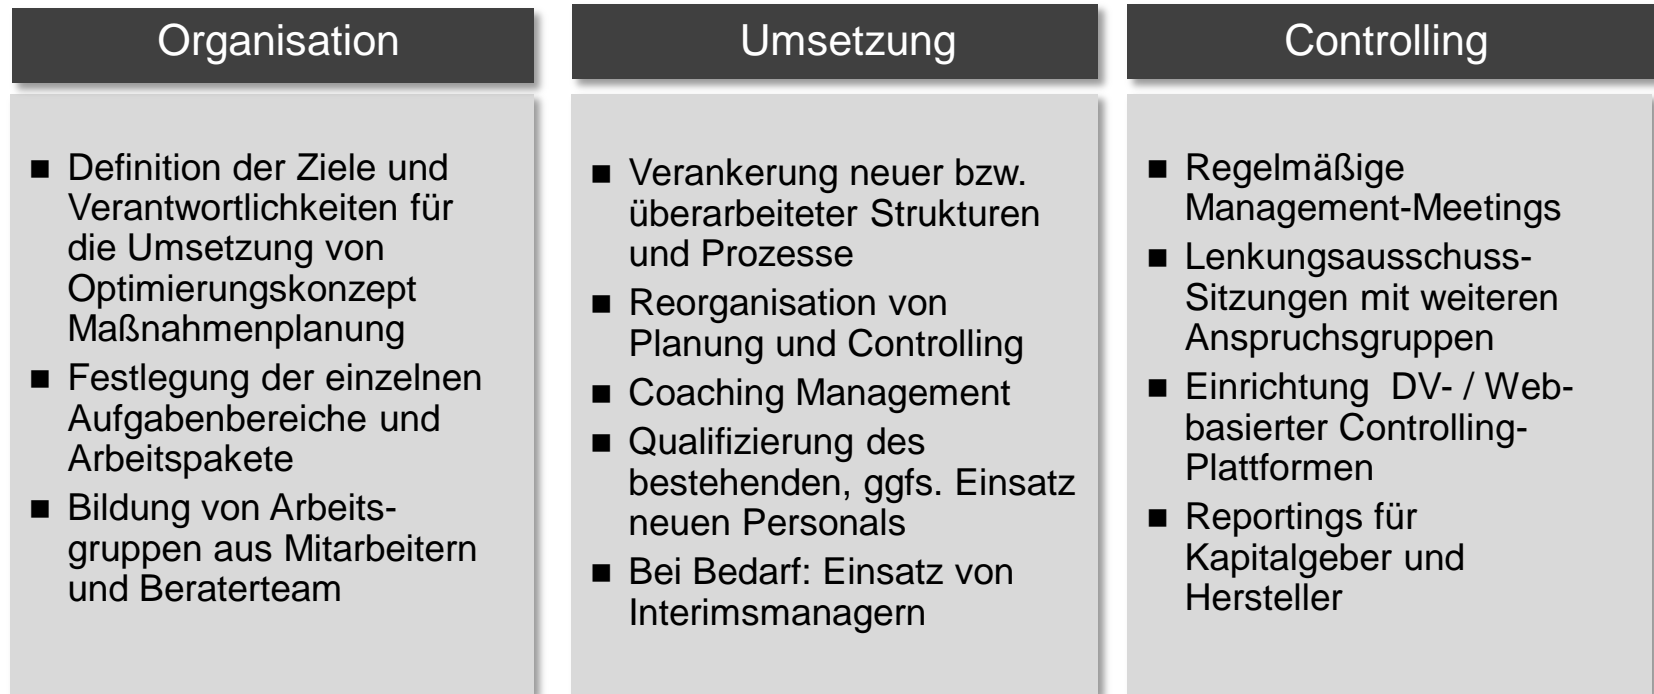 Organisation
■ Definition der Ziele und
Verantwortlichkeiten für
die Umsetzung von
Optimierungskonzept
Maßnahmenplanung
■ Festlegung der einzelnen
Aufgabenbereiche und
Arbeitspakete
■ Bildung von Arbeits-
gruppen aus Mitarbeitern
und Beraterteam
Umsetzung
■ Verankerung neuer bzw.
überarbeiteter Strukturen
und Prozesse
■ Reorganisation von
Planung und Controlling
■ Coaching Management
■ Qualifizierung des
bestehenden, ggfs. Einsatz
neuen Personals
■ Bei Bedarf: Einsatz von
Interimsmanagern
Controlling
■ Regelmäßige
Management-Meetings
■ Lenkungsausschuss-
Sitzungen mit weiteren
Anspruchsgruppen
■ Einrichtung  DV- / Web-
basierter Controlling-
Plattformen
■ Reportings für
Kapitalgeber und
Hersteller